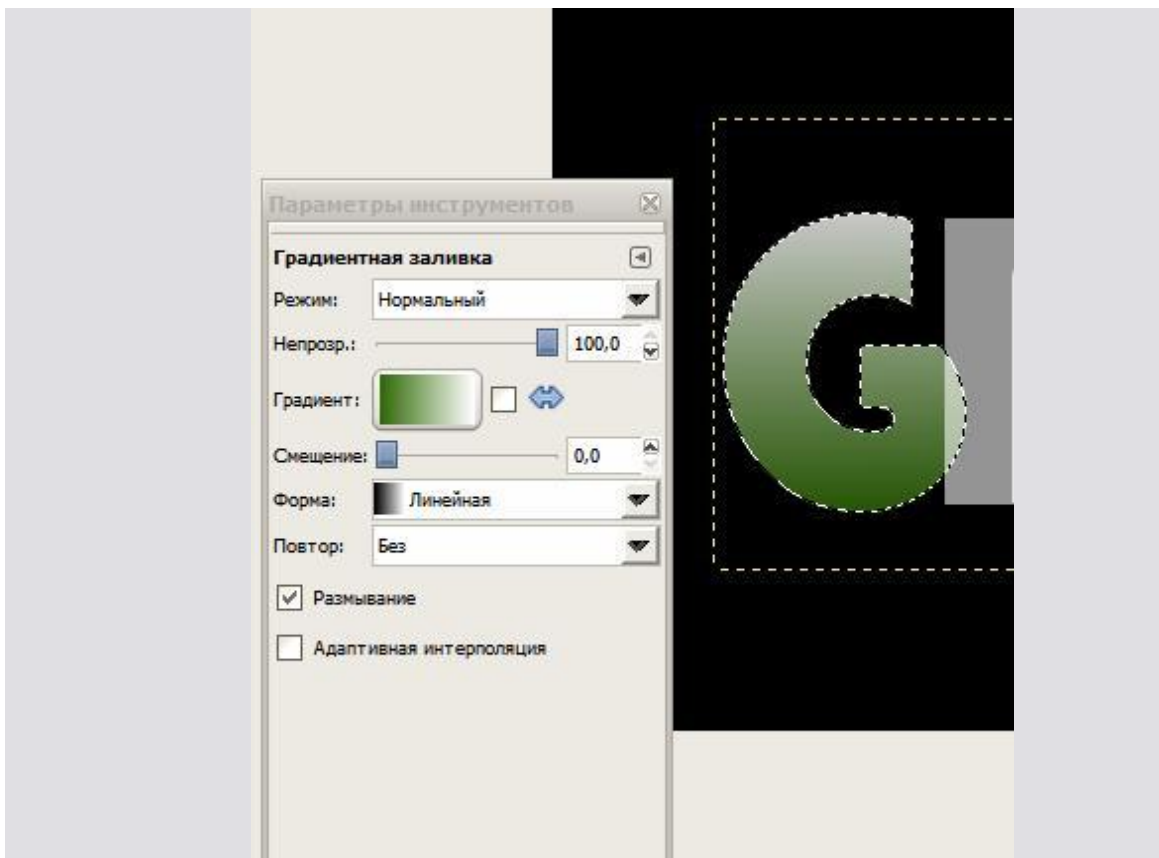 Параметры инструментов
Градиентная заливка
Режим: Нормальный
Непрозр.: 100,0
Градиент:
Смещение: 0,0
Форма: Линейная
Повтор: Без
Размывание
Адаптивная интерполяция
G